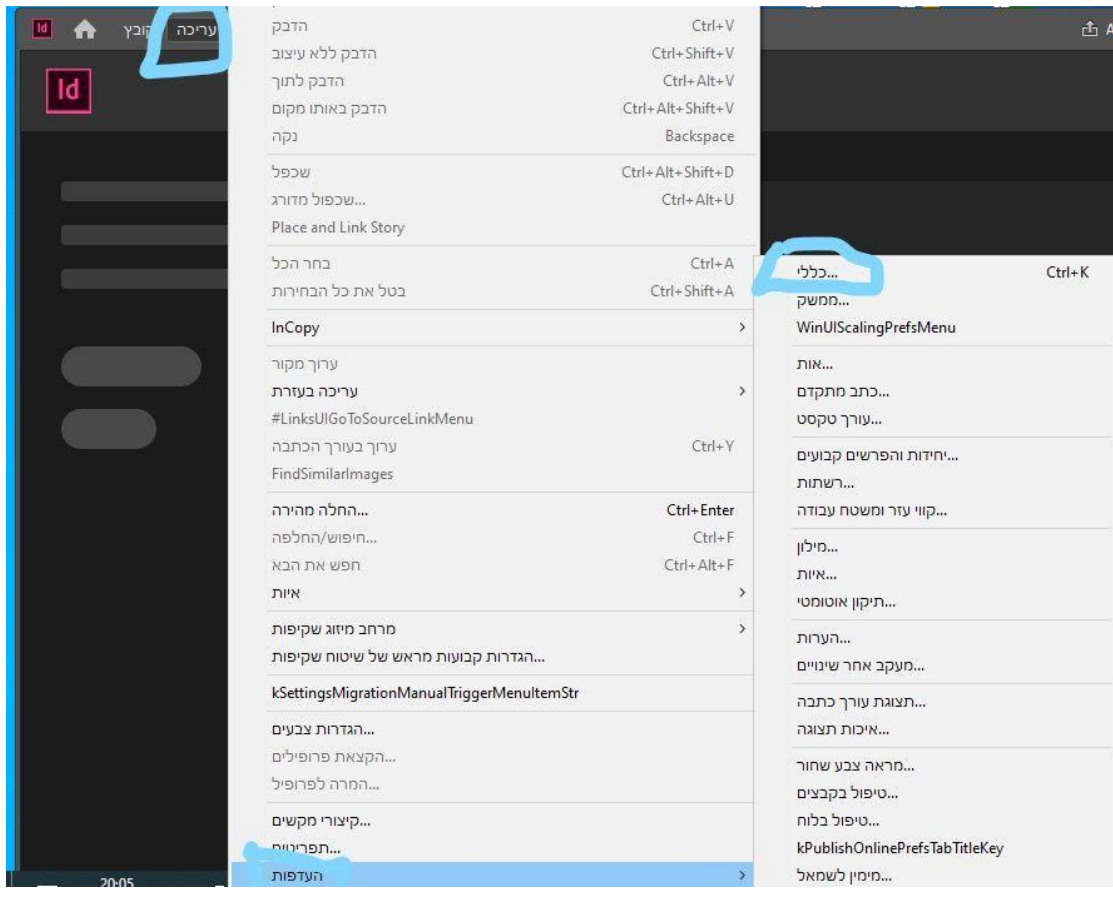 Id
קובץ
עריכה
A
Id
הדבק Ctrl+V
הדבק ללא עיצוב Ctrl+Shift+V
הדבק לתוך Ctrl+Alt+V
הדבק באותו מקום Ctrl+Alt+Shift+V
נקה Backspace
שכפל Ctrl+Alt+Shift+D
שכפול מדורג... Ctrl+Alt+U
Place and Link Story
בחר הכל Ctrl+A
בטל את כל הבחירות Ctrl+Shift+A
InCopy
ערוך מקור
עריכה בעזרת
#LinksUIGoToSourceLinkMenu
ערוך בעורך הכתבה Ctrl+Y
FindSimilarImages
החלה מהירה... Ctrl+Enter
חיפוש/החלפה... Ctrl+F
חפש את הבא Ctrl+Alt+F
איות
מרחב מיזוג שקיפות
הגדרות קבועות מראש של שיטוח שקיפות...
kSettingsMigrationManualTriggerMenuItemStr
הגדרות צבעים...
הקצאת פרופילים...
המרה לפרופיל...
קיצורי מקשים...
תפריטים...
העדפות
כללי... Ctrl+K
ממשק...
WinUIScalingPrefsMenu
אות...
כתב מתקדם...
עורך טקסט...
יחידות והפרשים קבועים...
רשתות...
קווי עזר ומשטח עבודה...
מילון...
איות...
תיקון אוטומטי...
הערות...
מעקב אחר שינויים...
תצוגת עורך כתבה...
איכות תצוגה...
מראה צבע שחור...
טיפול בקבצים...
טיפול בלוח...
kPublishOnlinePrefsTabTitleKey
מימין לשמאל...
20:05